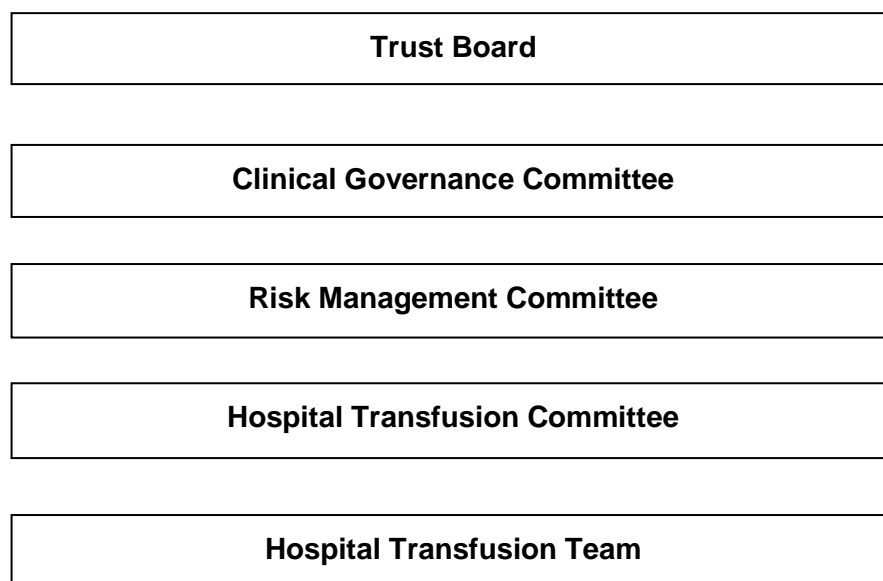 Trust Board
Clinical Governance Committee
Risk Management Committee
Hospital Transfusion Committee
Hospital Transfusion Team